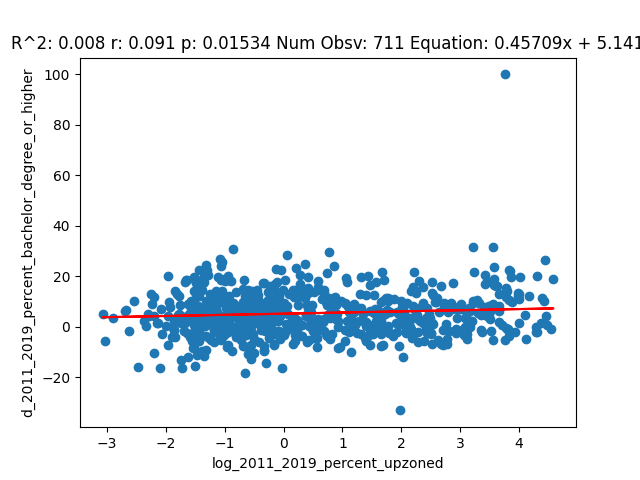 R^2: 0.008 r: 0.091 p: 0.01534 Num Obsv: 711 Equation: 0.45709x + 5.141
d_2011_2019_percent_bachelor_degree_or_higher
100
80
60
40
20
0
−20
−3 −2 −1 0 1 2 3 4
log_2011_2019_percent_upzoned